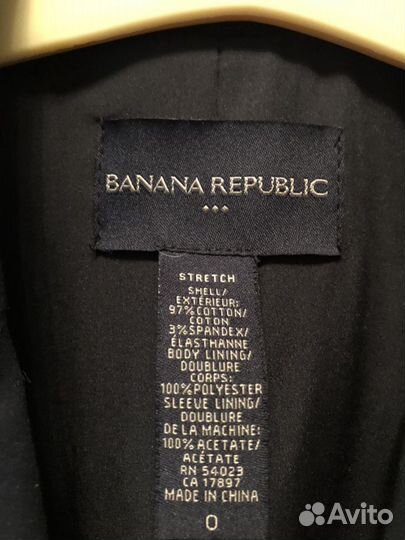 BANANA REPUBLIC
STRETCH
SHELL/
EXTÉRIEUR:
97%COTTON/
COTON
3%SPANDEX/
ÉLASTHANNE
BODY LINING/
DOUBLURE
CORPS:
100%POLYESTER
SLEEVE LINING/
DOUBLURE
DE LA MACHINE:
100%ACETATE/
ACÉTATE
RN 54023
CA 17897
MADE IN CHINA
0
Avito